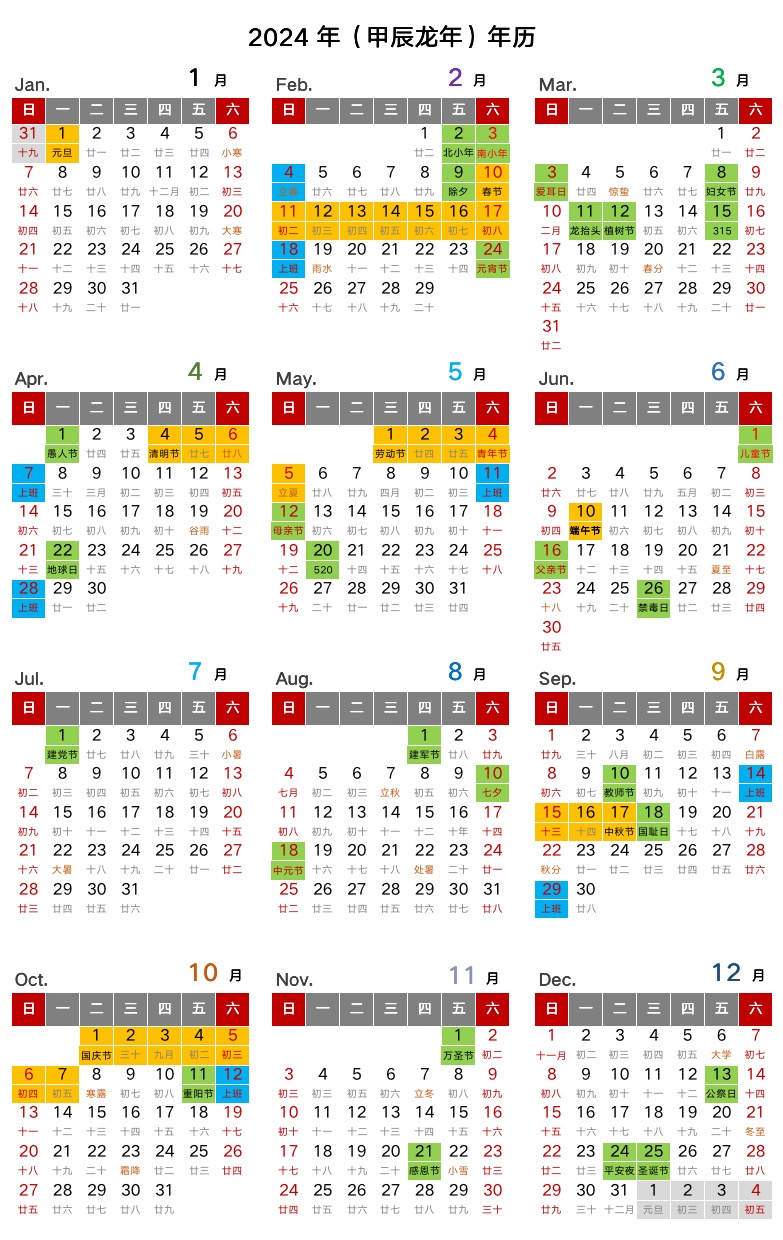 2024 年（甲辰龙年）年历
Jan. 1 月
日 一 二 三 四 五 六
31 1 2 3 4 5 6
十九 元旦 廿一 廿二 廿三 廿四 小寒
7 8 9 10 11 12 13
廿六 廿七 廿八 廿九 十二月 初二 初三
14 15 16 17 18 19 20
初四 初五 初六 初七 初八 初九 大寒
21 22 23 24 25 26 27
十一 十二 十三 十四 十五 十六 十七
28 29 30 31
十八 十九 二十 廿一
Feb. 2 月
日 一 二 三 四 五 六
1 2 3
廿二 北小年 南小年
4 5 6 7 8 9 10
立春 廿六 廿七 廿八 廿九 除夕 春节
11 12 13 14 15 16 17
初二 初三 初四 初五 初六 初七 初八
18 19 20 21 22 23 24
上班 雨水 十一 十二 十三 十四 元宵节
25 26 27 28 29
十六 十七 十八 十九 二十
Mar. 3 月
日 一 二 三 四 五 六
1 2
廿一 廿二
3 4 5 6 7 8 9
爱耳日 廿四 惊蛰 廿六 廿七 妇女节 廿九
10 11 12 13 14 15 16
二月 龙抬头 植树节 初四 初五 315 初七
17 18 19 20 21 22 23
初八 初九 初十 春分 十二 十三 十四
24 25 26 27 28 29 30
十五 十六 十七 十八 十九 二十 廿一
31
廿二
Apr. 4 月
日 一 二 三 四 五 六
1 2 3 4 5 6
愚人节 廿四 廿五 清明节 廿七 廿八
7 8 9 10 11 12 13
上班 三十 三月 初二 初三 初四 初五
14 15 16 17 18 19 20
初六 初七 初八 初九 初十 谷雨 十二
21 22 23 24 25 26 27
十三 地球日 十五 十六 十七 十八 十九
28 29 30
上班 廿一 廿二
May. 5 月
日 一 二 三 四 五 六
1 2 3 4
劳动节 廿四 廿五 青年节
5 6 7 8 9 10 11
立夏 廿八 廿九 四月 初二 初三 上班
12 13 14 15 16 17 18
母亲节 初六 初七 初八 初九 初十 十一
19 20 21 22 23 24 25
十二 520 十四 十五 十六 十七 十八
26 27 28 29 30 31
十九 二十 廿一 廿二 廿三 廿四
Jun. 6 月
日 一 二 三 四 五 六
1
儿童节
2 3 4 5 6 7 8
廿六 廿七 廿八 廿九 五月 初二 初三
9 10 11 12 13 14 15
初四 端午节 初六 初七 初八 初九 初十
16 17 18 19 20 21 22
父亲节 十二 十三 十四 十五 夏至 十七
23 24 25 26 27 28 29
十八 十九 二十 禁毒日 廿二 廿三 廿四
30
廿五
Jul. 7 月
日 一 二 三 四 五 六
1 2 3 4 5 6
建党节 廿七 廿八 廿九 三十 小暑
7 8 9 10 11 12 13
初二 初三 初四 初五 初六 初七 初八
14 15 16 17 18 19 20
初九 初十 十一 十二 十三 十四 十五
21 22 23 24 25 26 27
十六 大暑 十八 十九 二十 廿一 廿二
28 29 30 31
廿三 廿四 廿五 廿六
Aug. 8 月
日 一 二 三 四 五 六
1 2 3
建军节 廿八 廿九
4 5 6 7 8 9 10
七月 初二 初三 立秋 初五 初六 七夕
11 12 13 14 15 16 17
初八 初九 初十 十一 十二 十年 十四
18 19 20 21 22 23 24
中元节 十六 十七 十八 处暑 二十 廿一
25 26 27 28 29 30 31
廿二 廿三 廿四 廿五 廿六 廿七 廿八
Sep. 9 月
日 一 二 三 四 五 六
1 2 3 4 5 6 7
廿九 三十 八月 初二 初三 初四 白露
8 9 10 11 12 13 14
初六 初七 教师节 初九 初十 十一 上班
15 16 17 18 19 20 21
十三 十四 中秋节 国耻日 十七 十八 十九
22 23 24 25 26 27 28
秋分 廿一 廿二 廿三 廿四 廿五 廿六
29 30
上班 廿八
Oct. 10 月
日 一 二 三 四 五 六
1 2 3 4 5
国庆节 三十 九月 初二 初三
6 7 8 9 10 11 12
初四 初五 寒露 初七 初八 重阳节 上班
13 14 15 16 17 18 19
十一 十二 十三 十四 十五 十六 十七
20 21 22 23 24 25 26
十八 十九 二十 霜降 廿二 廿三 廿四
27 28 29 30 31
廿五 廿六 廿七 廿八 廿九
Nov. 11 月
日 一 二 三 四 五 六
1 2
万圣节 初二
3 4 5 6 7 8 9
初三 初四 初五 初六 立冬 初八 初九
10 11 12 13 14 15 16
初十 十一 十二 十三 十四 十五 十六
17 18 19 20 21 22 23
十七 十八 十九 二十 感恩节 小雪 廿三
24 25 26 27 28 29 30
廿四 廿五 廿六 廿七 廿八 廿九 三十
Dec. 12 月
日 一 二 三 四 五 六
1 2 3 4 5 6 7
十一月 初二 初三 初四 初五 大学 初七
8 9 10 11 12 13 14
初八 初九 初十 十一 十二 公祭日 十四
15 16 17 18 19 20 21
十五 十六 十七 十八 十九 二十 冬至
22 23 24 25 26 27 28
廿二 廿三 平安夜 圣诞节 廿六 廿七 廿八
29 30 31 1 2 3 4
廿九 三十 十二月 元旦 初三 初四 初五